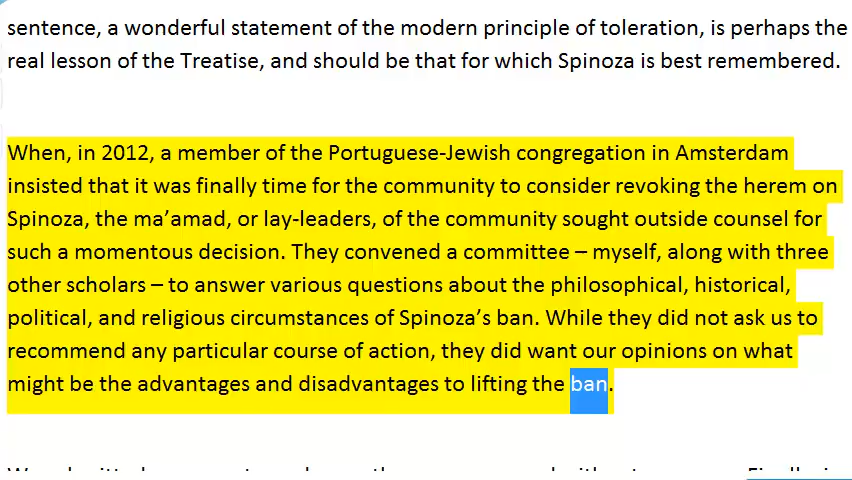 sentence, a wonderful statement of the modern principle of toleration, is perhaps the
real lesson of the Treatise, and should be that for which Spinoza is best remembered.
When, in 2012, a member of the Portuguese-Jewish congregation in Amsterdam
insisted that it was finally time for the community to consider revoking the herem on
Spinoza, the ma’amad, or lay-leaders, of the community sought outside counsel for
such a momentous decision. They convened a committee – myself, along with three
other scholars – to answer various questions about the philosophical, historical,
political, and religious circumstances of Spinoza’s ban. While they did not ask us to
recommend any particular course of action, they did want our opinions on what
might be the advantages and disadvantages to lifting the ban.